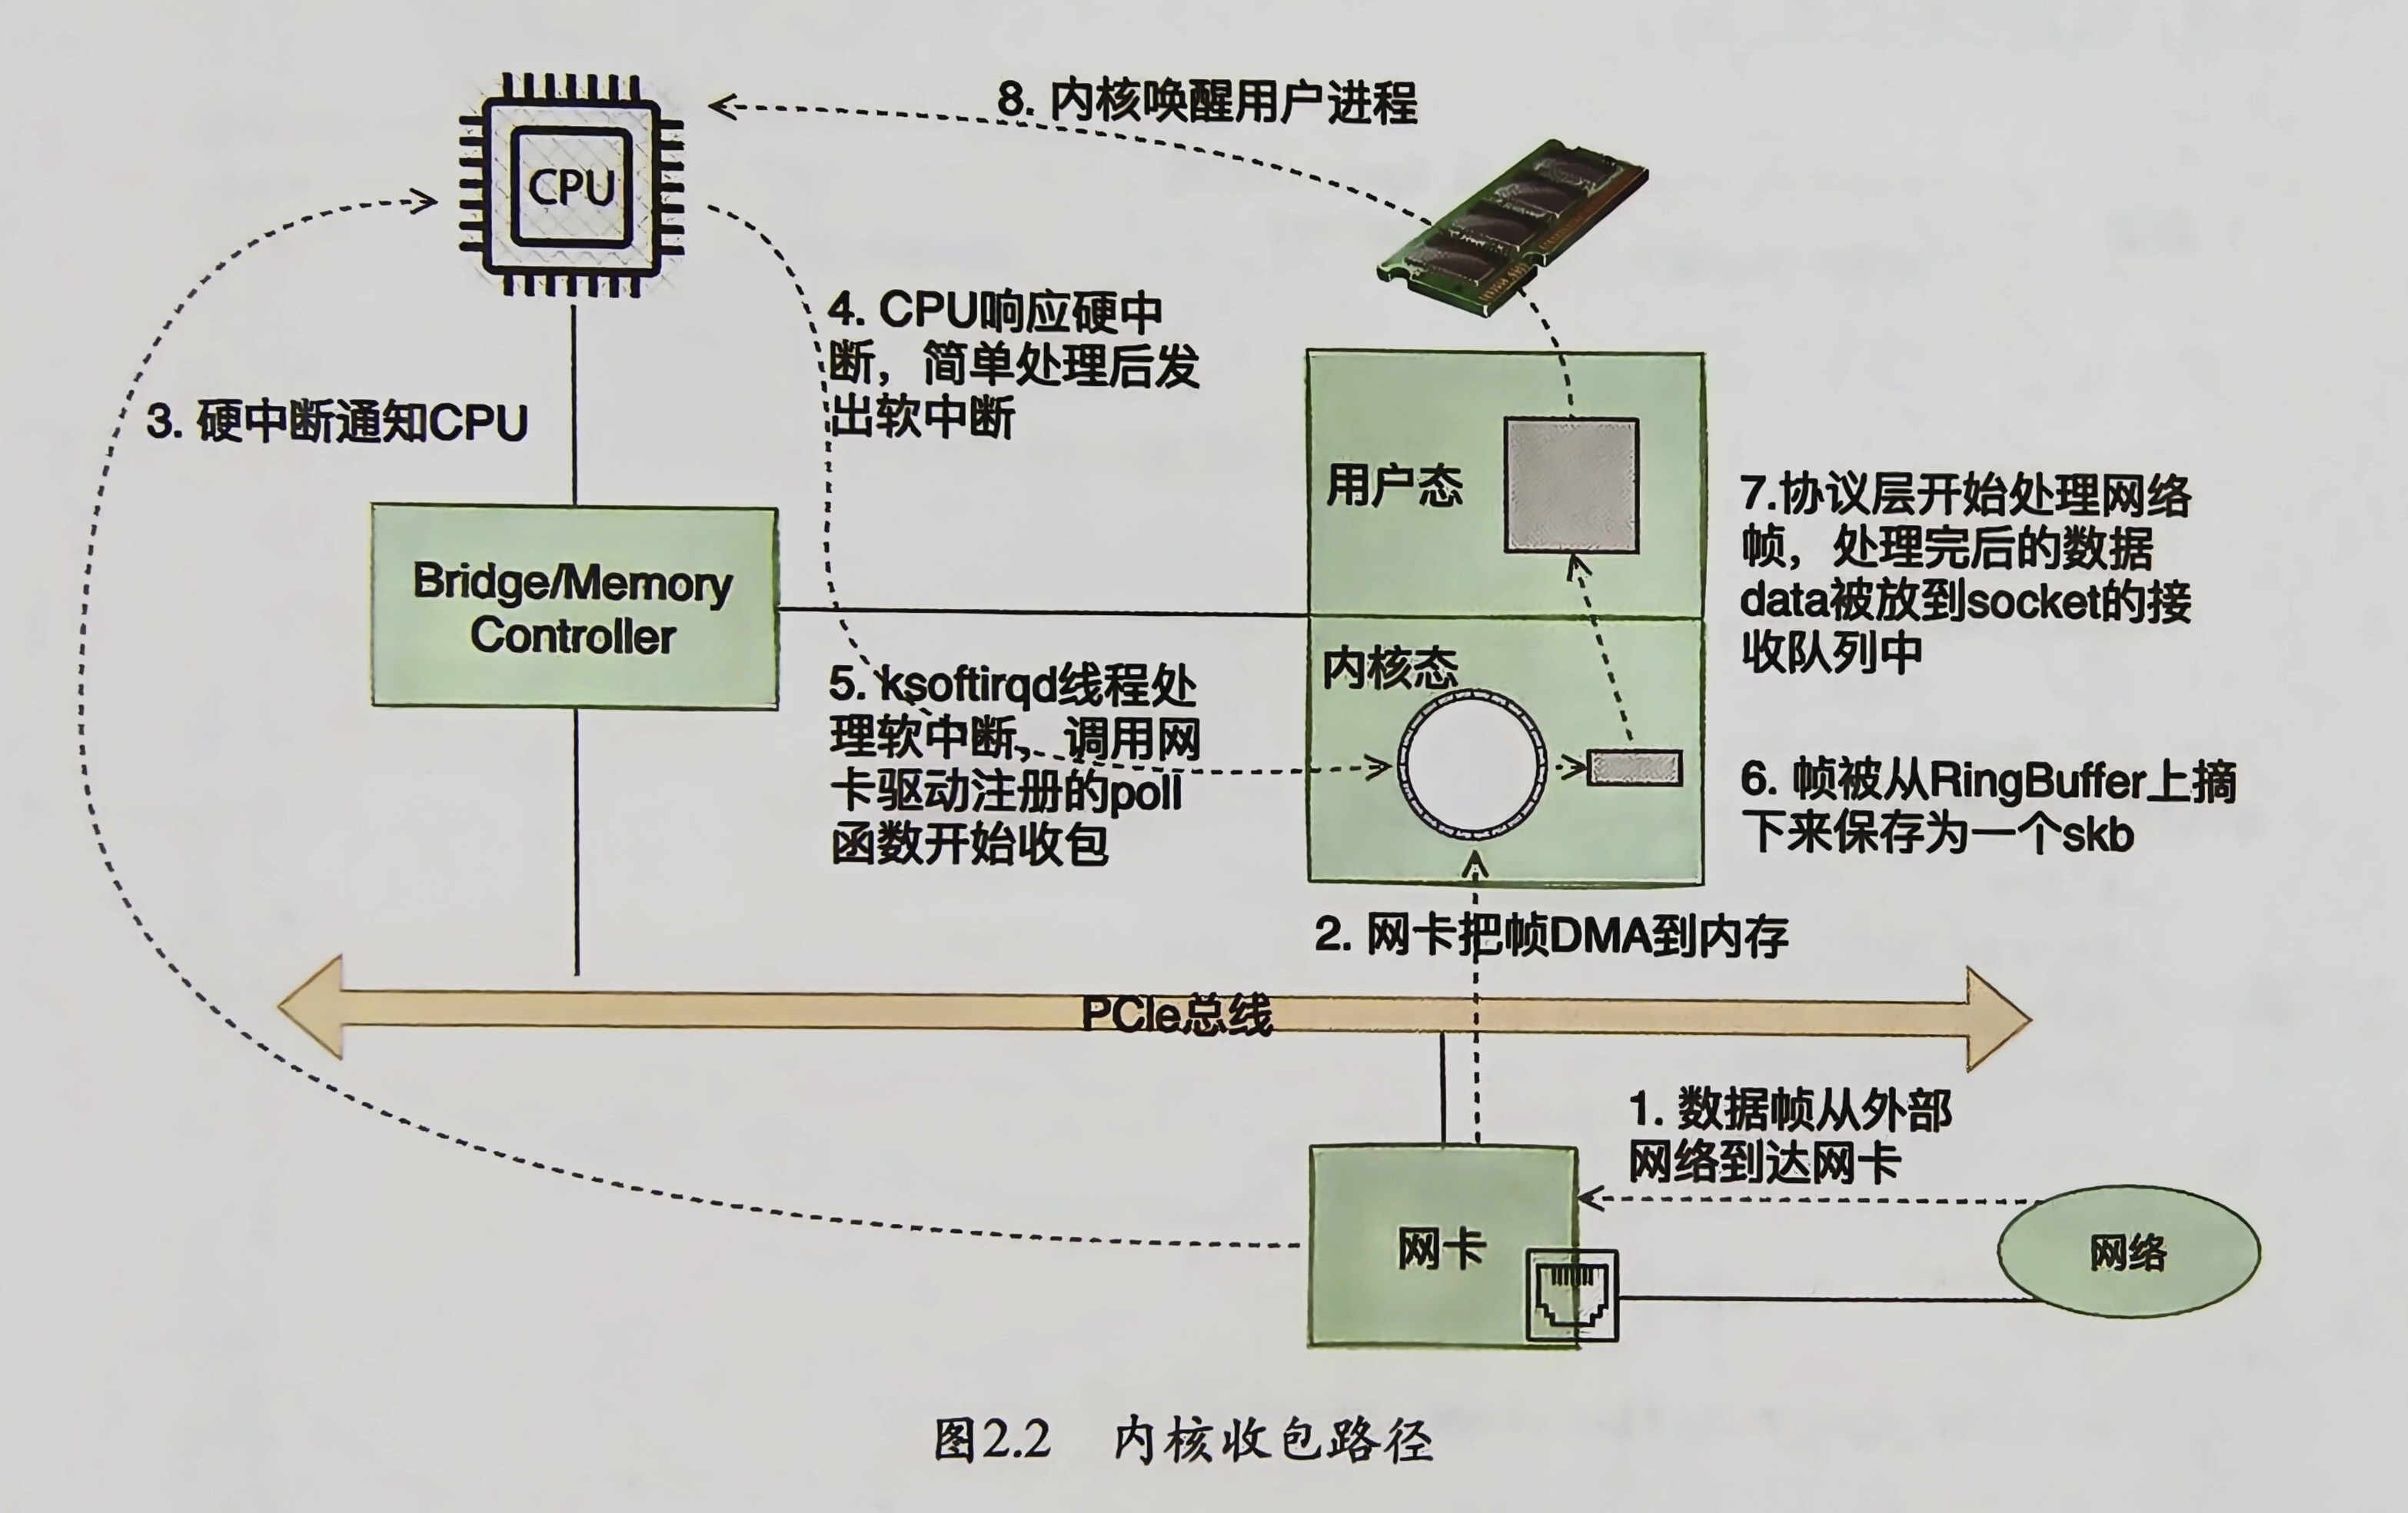 8. 内核唤醒用户进程
CPU
4. CPU响应硬中
断，简单处理后发
出软中断
3. 硬中断通知CPU
用户态
7.协议层开始处理网络
帧，处理完后的数据
data被放到socket的接
收队列中
Bridge/Memory
Controller
内核态
5. ksoftirqd线程处
理软中断，调用网
卡驱动注册的poll
函数开始收包
6. 帧被从RingBuffer上摘
下来保存为一个skb
2. 网卡把帧DMA到内存
PCIe总线
1. 数据帧从外部
网络到达网卡
网卡
网络
图2.2 内核收包路径